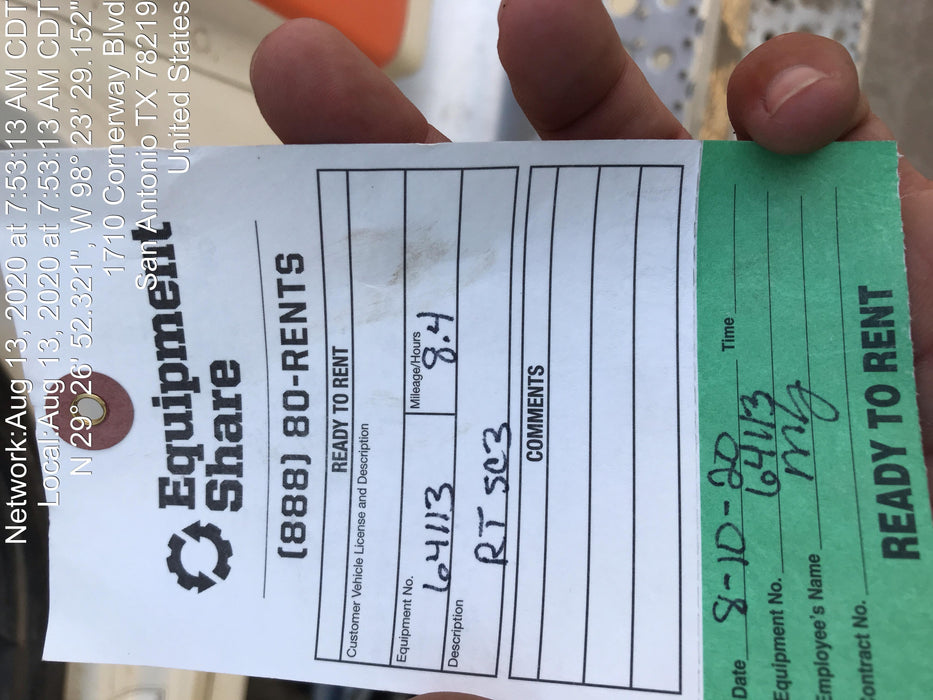 Network:Aug 13, 2020 at 7:53:13 AM CDT
Local:Aug 13, 2020 at 7:53:13 AM CDT
N 29° 26' 52.321", W 98° 23' 29.152"
1710 Cornerway Blvd
San Antonio TX 78219
United States
Equipment
Share
(888) 80-RENTS
READY TO RENT
Customer Vehicle License and Description
Equipment No. Mileage/Hours
64113 8.4
Description
RT SC3
COMMENTS
Date 8-10-20 Time
Equipment No. 64113
mployee's Name
ontract No.
READY TO RENT